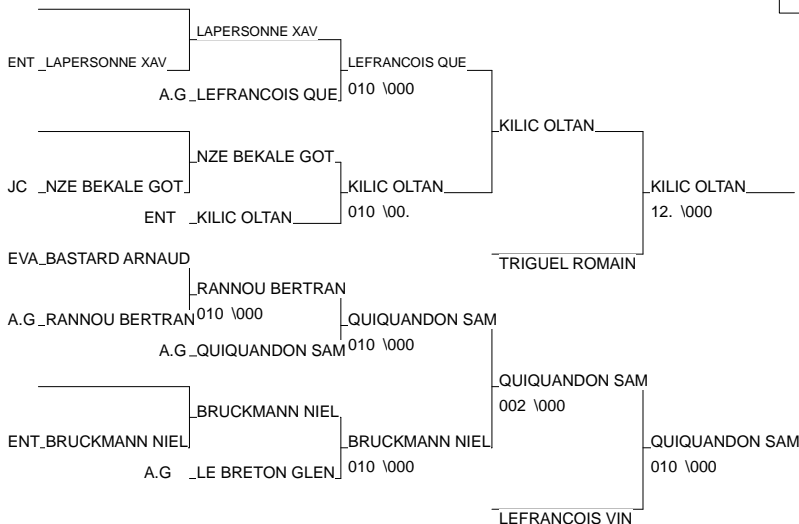 LAPERSONNE XAV
ENT LAPERSONNE XAV
LEFRANCOIS QUE
010 \000
A.G LEFRANCOIS QUE
KILIC OLTAN
NZE BEKALE GOT
JC NZE BEKALE GOT
KILIC OLTAN
010 \00.
KILIC OLTAN
12. \000
ENT KILIC OLTAN
EVA BASTARD ARNAUD
TRIGUEL ROMAIN
RANNOU BERTRAN
010 \000
A.G RANNOU BERTRAN
QUIQUANDON SAM
010 \000
A.G QUIQUANDON SAM
QUIQUANDON SAM
002 \000
BRUCKMANN NIEL
ENT BRUCKMANN NIEL
BRUCKMANN NIEL
010 \000
QUIQUANDON SAM
010 \000
A.G LE BRETON GLEN
LEFRANCOIS VIN